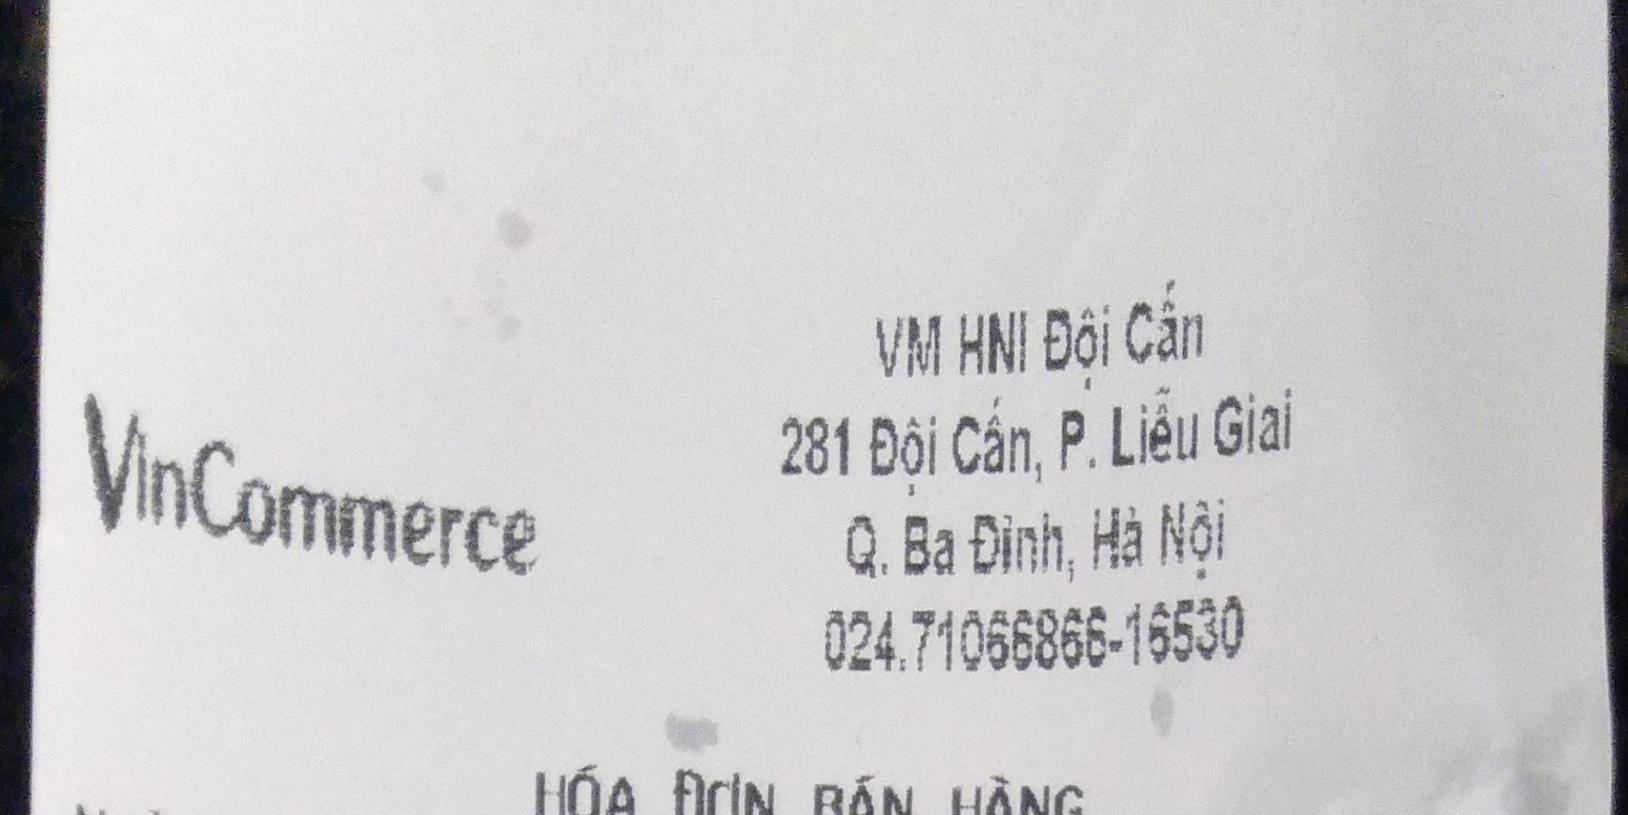 VinCommerce
VM HNI Đội Cấn
281 Đội Cấn, P. Liễu Giai
Q. Ba Đình, Hà Nội
024.71066866-16530
HÓA ĐƠN BÁN HÀNG